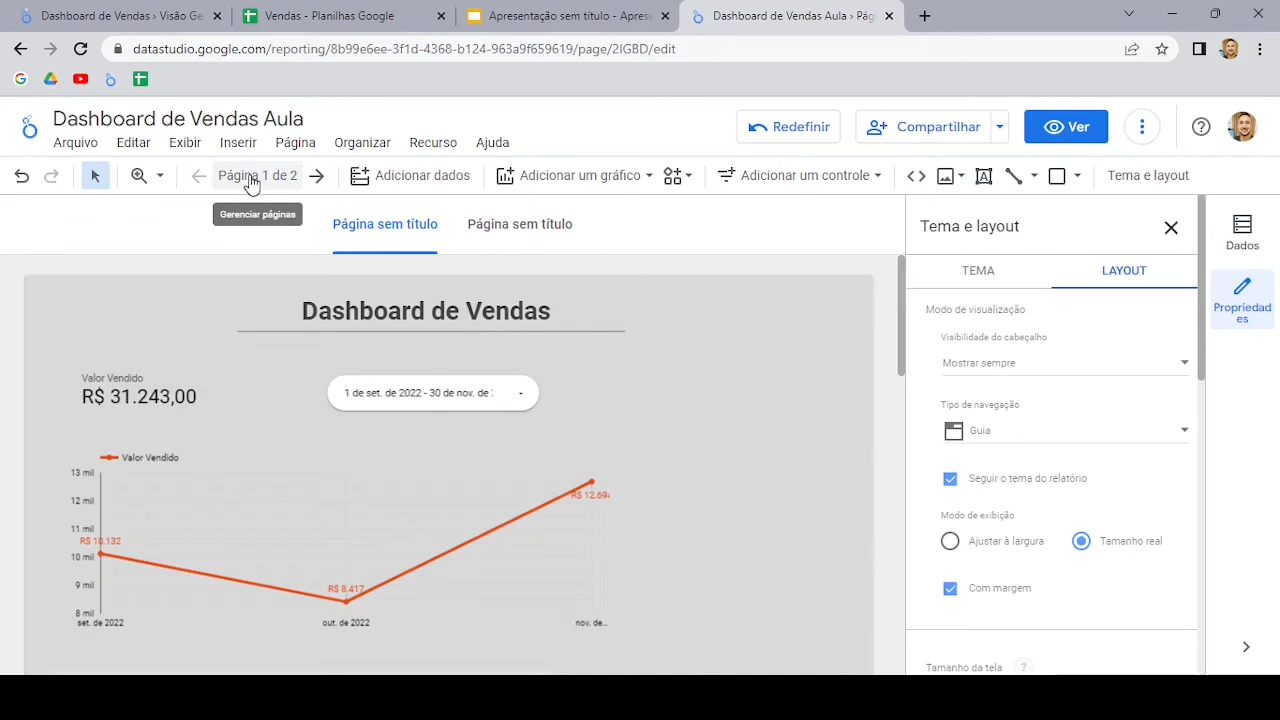 Dashboard de Vendas › Visão Ge
Vendas - Planilhas Google
Apresentação sem título - Aprese
Dashboard de Vendas Aula › Pág
datastudio.google.com/reporting/8b99e6ee-3f1d-4368-b124-963a9f659619/page/2IGBD/edit
Dashboard de Vendas Aula
Arquivo Editar Exibir Inserir Página Organizar Recurso Ajuda
Redefinir
Compartilhar
Ver
Página 1 de 2
Adicionar dados
Adicionar um gráfico
Adicionar um controle
Tema e layout
Gerenciar páginas
Página sem título
Página sem título
Dashboard de Vendas
Valor Vendido
R$ 31.243,00
1 de set. de 2022 - 30 de nov. de
Valor Vendido
13 mil
12 mil
11 mil
10 mil
9 mil
8 mil
R$ 10.132
R$ 8.417
R$ 12.694
set. de 2022
out. de 2022
nov. de...
Tema e layout
TEMA
LAYOUT
Modo de visualização
Visibilidade do cabeçalho
Mostrar sempre
Tipo de navegação
Guia
Seguir o tema do relatório
Modo de exibição
Ajustar à largura
Tamanho real
Com margem
Tamanho da tela
Dados
Propriedad
es